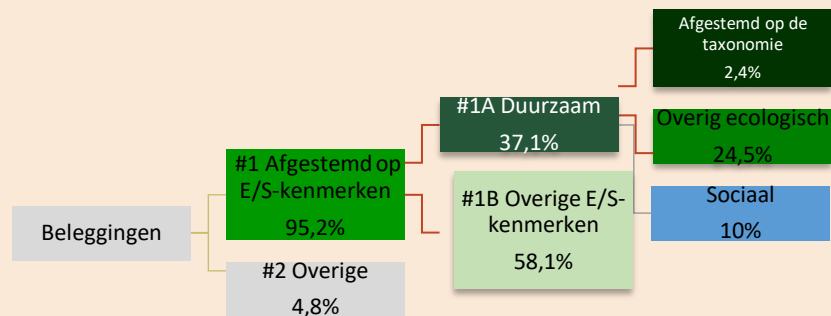 Beleggingen
#1 Afgestemd op
E/S-kenmerken
95,2%
#2 Overige
4,8%
#1A Duurzaam
37,1%
#1B Overige E/S-
kenmerken
58,1%
Afgestemd op de
taxonomie
2,4%
Overig ecologisch
24,5%
Sociaal
10%